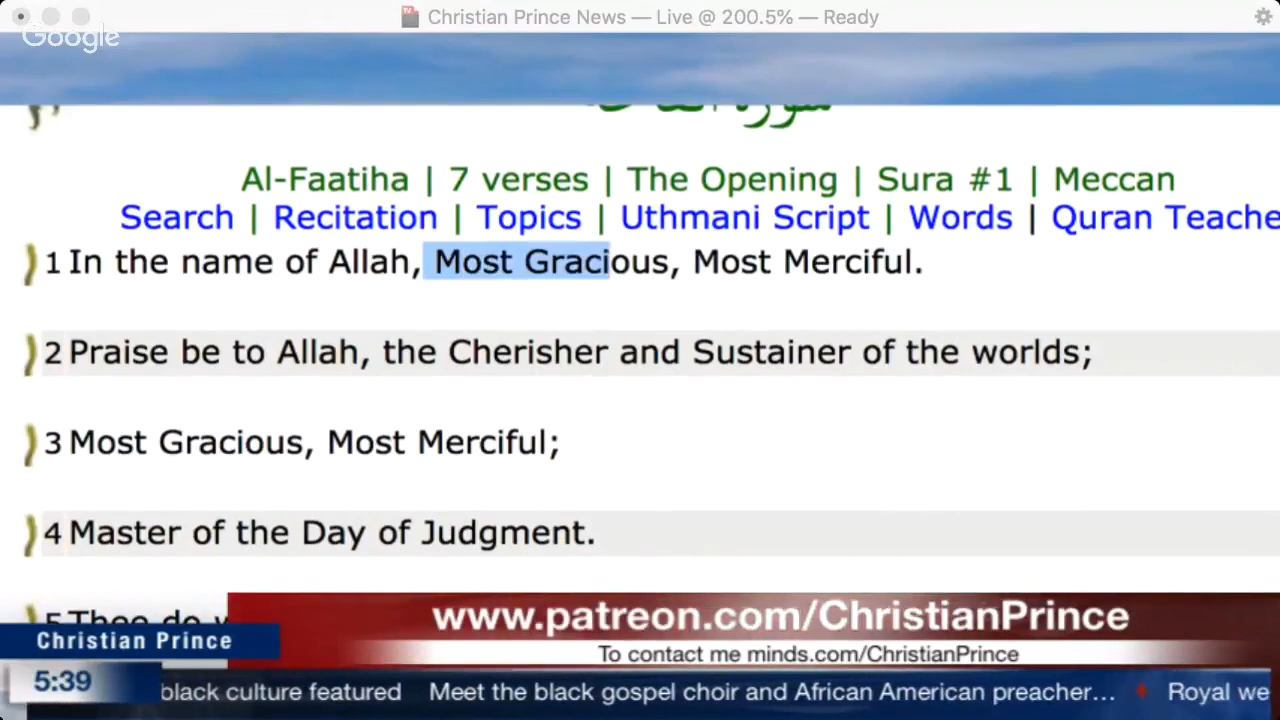 Christian Prince News — Live @ 200.5% — Ready
Google
Al-Faatiha | 7 verses | The Opening | Sura #1 | Meccan
Search | Recitation | Topics | Uthmani Script | Words | Quran Teache
1 In the name of Allah, Most Gracious, Most Merciful.
2 Praise be to Allah, the Cherisher and Sustainer of the worlds;
3 Most Gracious, Most Merciful;
4 Master of the Day of Judgment.
5 Thee do
www.patreon.com/ChristianPrince
Christian Prince
To contact me minds.com/ChristianPrince
5:39
black culture featured Meet the black gospel choir and African American preacher... Royal we